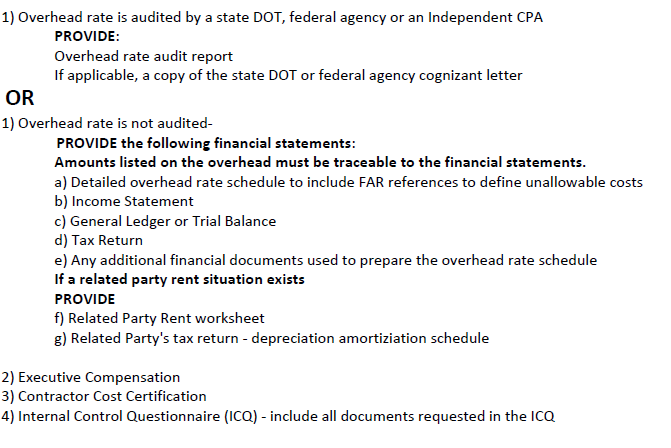 1) Overhead rate is audited by a state DOT, federal agency or an Independent CPA
PROVIDE:
Overhead rate audit report
If applicable, a copy of the state DOT or federal agency cognizant letter
OR
1) Overhead rate is not audited-
PROVIDE the following financial statements:
Amounts listed on the overhead must be traceable to the financial statements.
a) Detailed overhead rate schedule to include FAR references to define unallowable costs
b) Income Statement
c) General Ledger or Trial Balance
d) Tax Return
e) Any additional financial documents used to prepare the overhead rate schedule
If a related party rent situation exists
PROVIDE
f) Related Party Rent worksheet
g) Related Party's tax return - depreciation amortiziation schedule
2) Executive Compensation
3) Contractor Cost Certification
4) Internal Control Questionnaire (ICQ) - include all documents requested in the ICQ